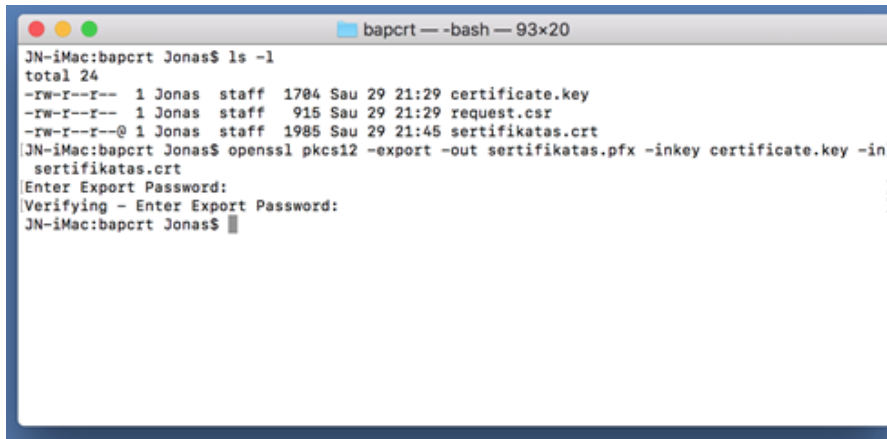 bapcrt — -bash — 93×20
JN-iMac:bapcrt Jonas$ ls -l
total 24
-rw-r--r--  1 Jonas  staff  1704 Sau 29 21:29 certificate.key
-rw-r--r--  1 Jonas  staff   915 Sau 29 21:29 request.csr
-rw-r--r--@ 1 Jonas  staff  1985 Sau 29 21:45 sertifikatas.crt
[JN-iMac:bapcrt Jonas$ openssl pkcs12 -export -out sertifikatas.pfx -inkey certificate.key -in
 sertifikatas.crt
[Enter Export Password:
[Verifying - Enter Export Password:
JN-iMac:bapcrt Jonas$